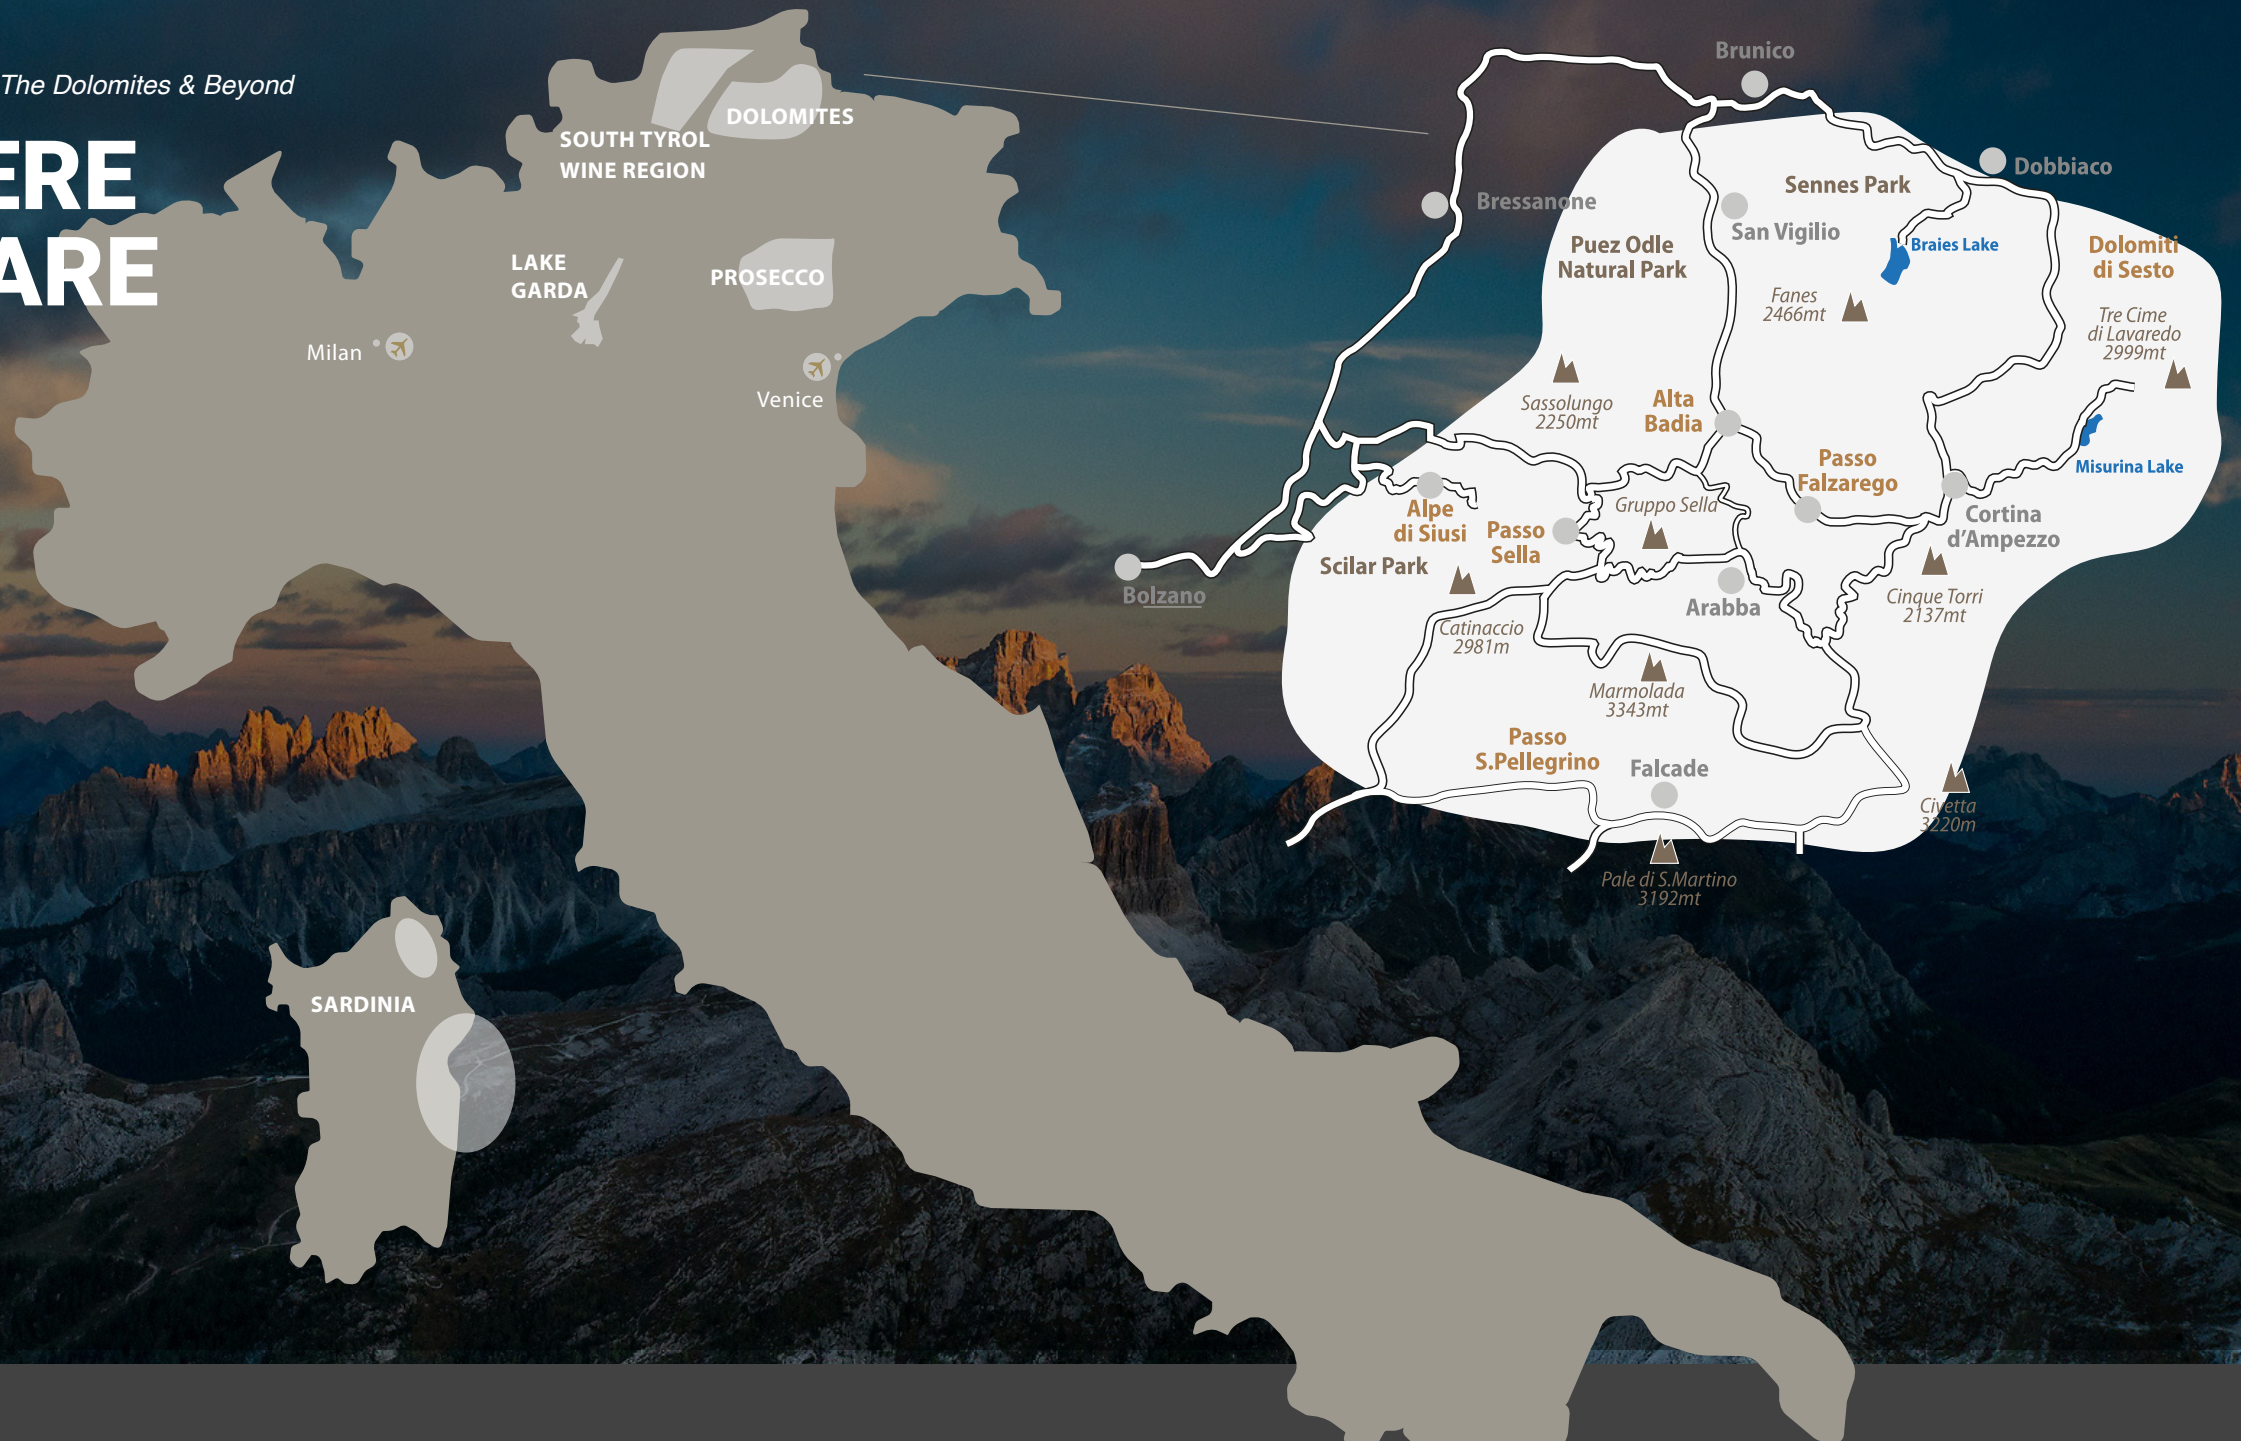 The Dolomites & Beyond
ERE
ARE
DOLOMITES
SOUTH TYROL
WINE REGION
LAKE
GARDA
PROSECCO
Milan
Venice
SARDINIA
Brunico
Dobbiaco
Bressanone
Sennes Park
San Vigilio
Puez Odle
Natural Park
Braies Lake
Dolomiti
di Sesto
Fanes
2466mt
Tre Cime
di Lavaredo
2999mt
Sassolungo
2250mt
Alta
Badia
Passo
Falzarego
Misurina Lake
Gruppo Sella
Alpe
di Siusi
Passo
Sella
Cortina
d'Ampezzo
Scilar Park
Bolzano
Arabba
Cinque Torri
2137mt
Catinaccio
2981m
Marmolada
3343mt
Passo
S.Pellegrino
Falcade
Civetta
3220m
Pale di S.Martino
3192mt